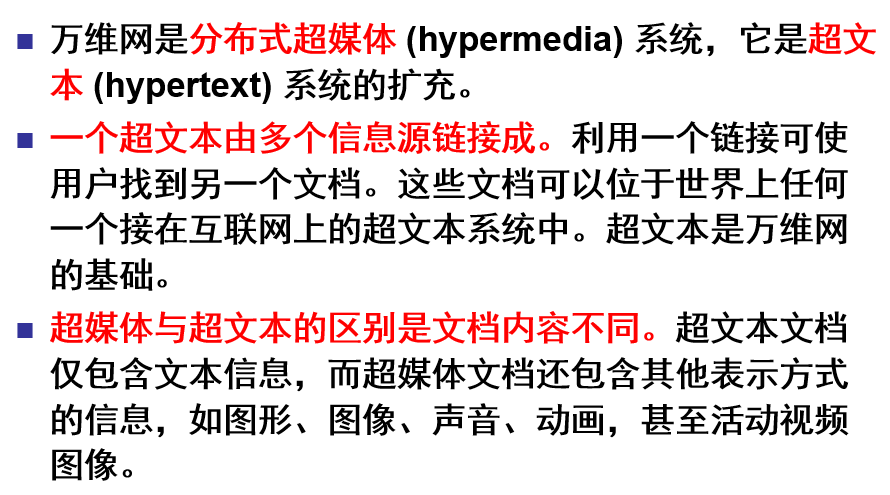 万维网是分布式超媒体 (hypermedia) 系统，它是超文
本 (hypertext) 系统的扩充。
一个超文本由多个信息源链接成。利用一个链接可使
用户找到另一个文档。这些文档可以位于世界上任何
一个接在互联网上的超文本系统中。超文本是万维网
的基础。
超媒体与超文本的区别是文档内容不同。超文本文档
仅包含文本信息，而超媒体文档还包含其他表示方式
的信息，如图形、图像、声音、动画，甚至活动视频
图像。